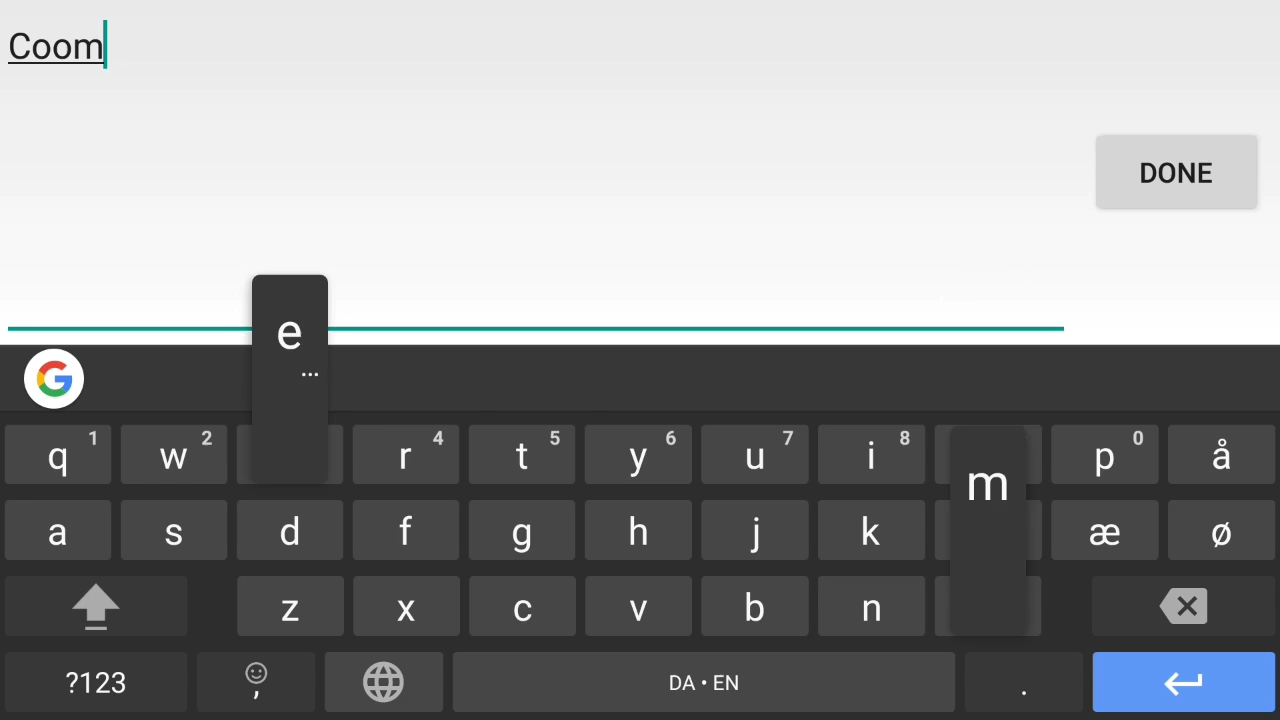 Coom
DONE
e
...
q 1 w 2 r 4 t 5 y 6 u 7 i 8 p 0 å
a s d f g h j k m æ ø
z x c v b n
?123 , DA • EN .